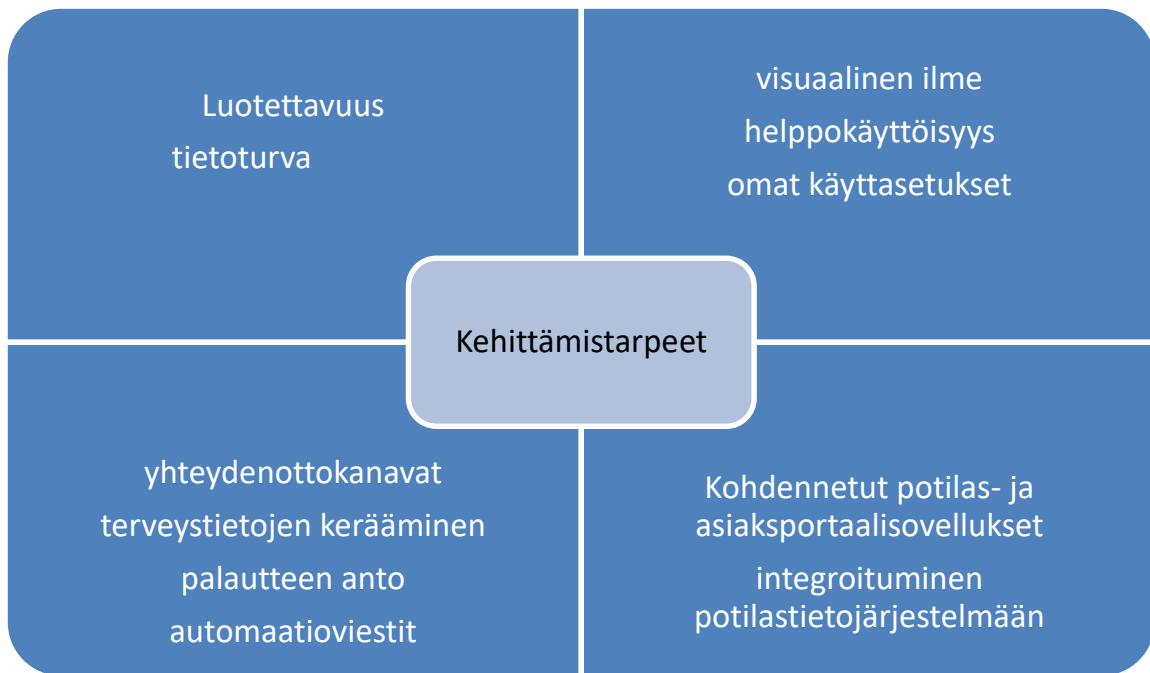 Luotettavuus
tietoturva
visuaalinen ilme
helppokäyttöisyys
omat käyttasetukset
Kehittämistarpeet
yhteydenottokanavat
terveystietojen kerääminen
palautteen anto
automaatioviestit
Kohdennetut potilas- ja
asiaksportaalisovellukset
integroituminen
potilastietojärjestelmään